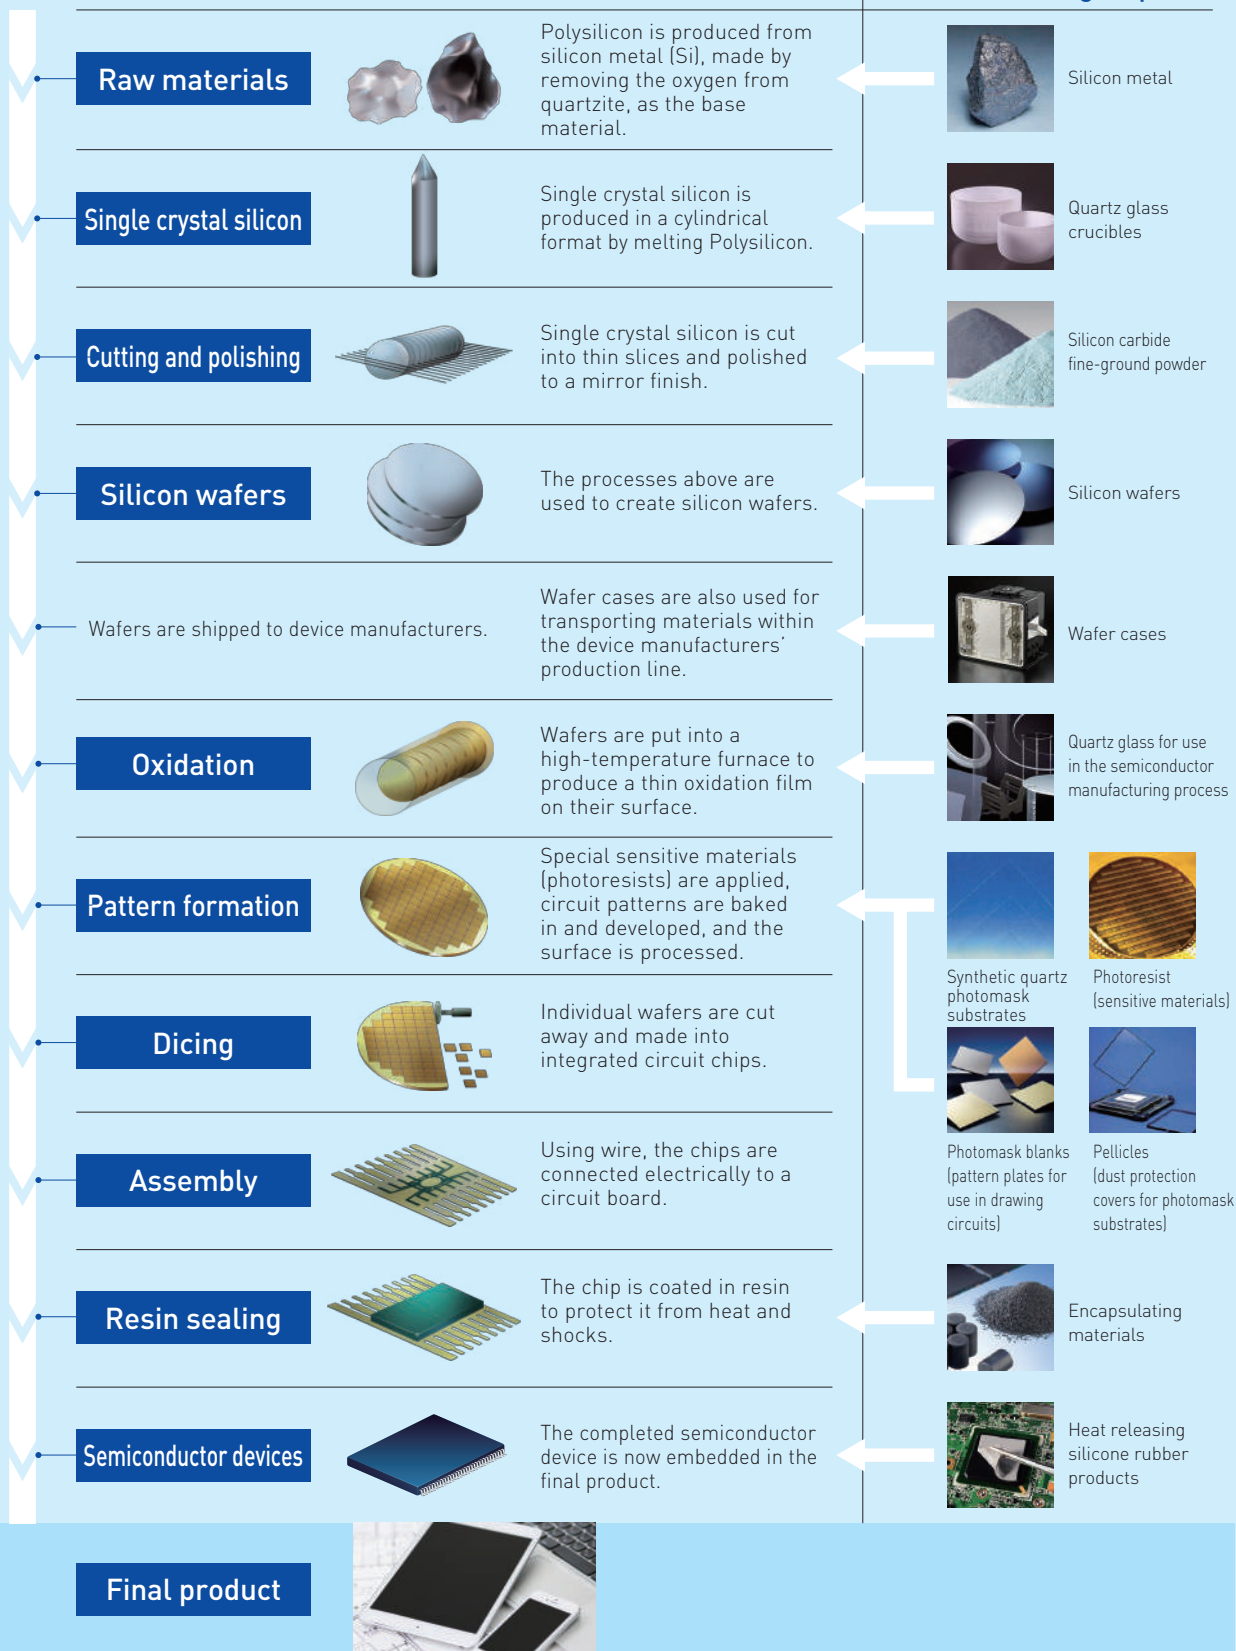 Raw materials
Polysilicon is produced from
silicon metal (Si), made by
removing the oxygen from
quartzite, as the base
material.
Silicon metal
Single crystal silicon
Single crystal silicon is
produced in a cylindrical
format by melting Polysilicon.
Quartz glass
crucibles
Cutting and polishing
Single crystal silicon is cut
into thin slices and polished
to a mirror finish.
Silicon carbide
fine-ground powder
Silicon wafers
The processes above are
used to create silicon wafers.
Silicon wafers
Wafers are shipped to device manufacturers.
Wafer cases are also used for
transporting materials within
the device manufacturers’
production line.
Wafer cases
Oxidation
Wafers are put into a
high-temperature furnace to
produce a thin oxidation film
on their surface.
Quartz glass for use
in the semiconductor
manufacturing process
Pattern formation
Special sensitive materials
(photoresists) are applied,
circuit patterns are baked
in and developed, and the
surface is processed.
Synthetic quartz
photomask
substrates
Photoresist
(sensitive materials)
Dicing
Individual wafers are cut
away and made into
integrated circuit chips.
Photomask blanks
(pattern plates for
use in drawing
circuits)
Pellicles
(dust protection
covers for photomask
substrates)
Assembly
Using wire, the chips are
connected electrically to a
circuit board.
Resin sealing
The chip is coated in resin
to protect it from heat and
shocks.
Encapsulating
materials
Semiconductor devices
The completed semiconductor
device is now embedded in the
final product.
Heat releasing
silicone rubber
products
Final product